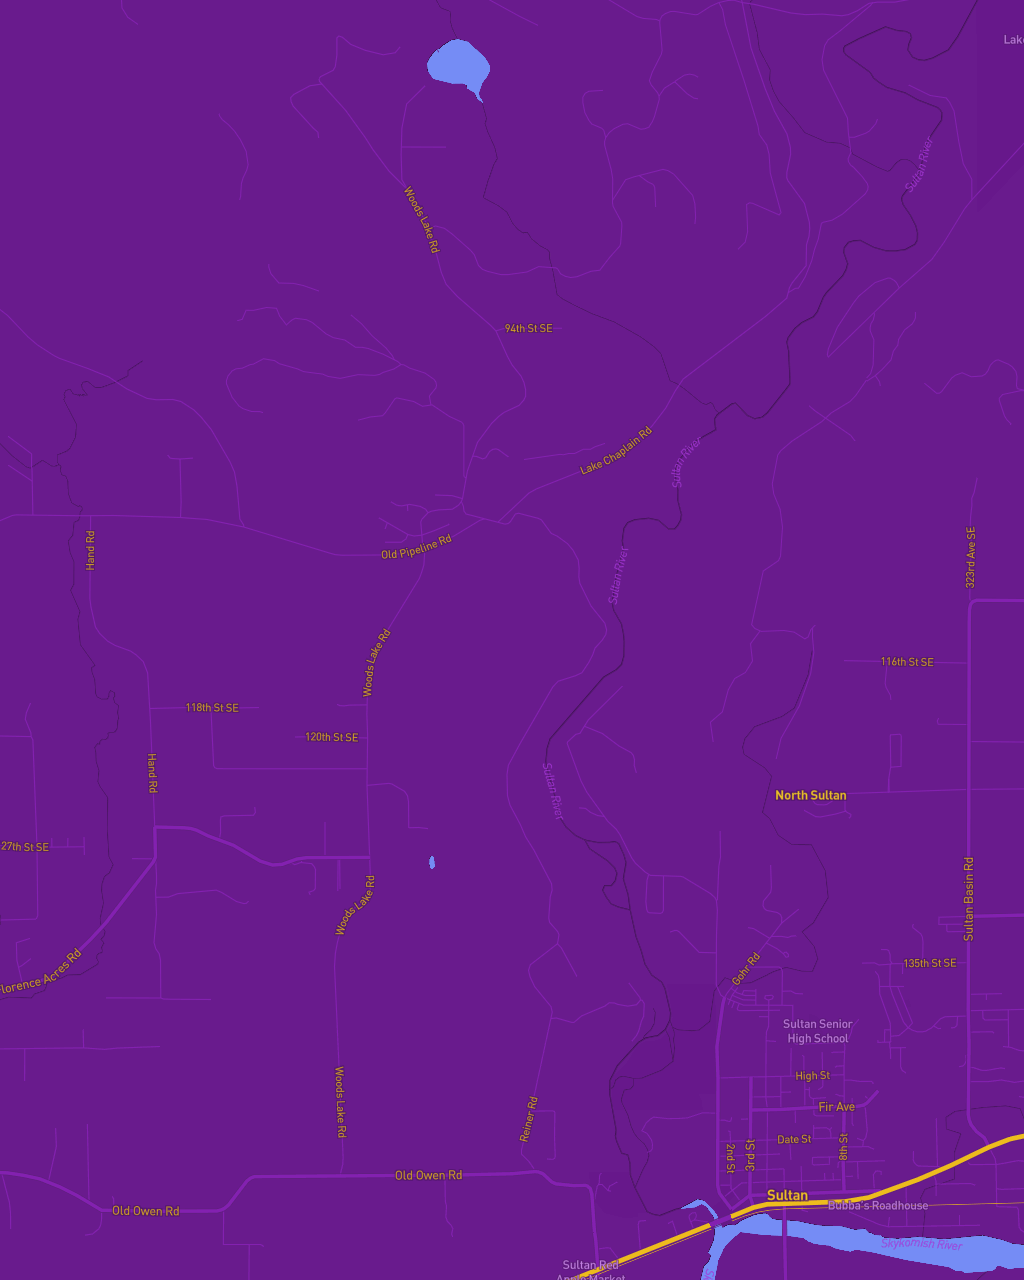 Lake
Sultan River
Woods Lake Rd
94th St SE
Lake Chaplain Rd
Sultan River
Hand Rd
Old Pipeline Rd
323rd Ave SE
Sultan River
Woods Lake Rd
116th St SE
118th St SE
120th St SE
Hand Rd
Sultan River
North Sultan
27th St SE
Woods Lake Rd
Sultan Basin Rd
Florence Acres Rd
Gohr Rd
135th St SE
Sultan Senior
High School
High St
Woods Lake Rd
Reiner Rd
Fir Ave
Date St
2nd St
3rd St
8th St
Old Owen Rd
Old Owen Rd
Sultan
Bubba's Roadhouse
Skykomish River
Sultan Red